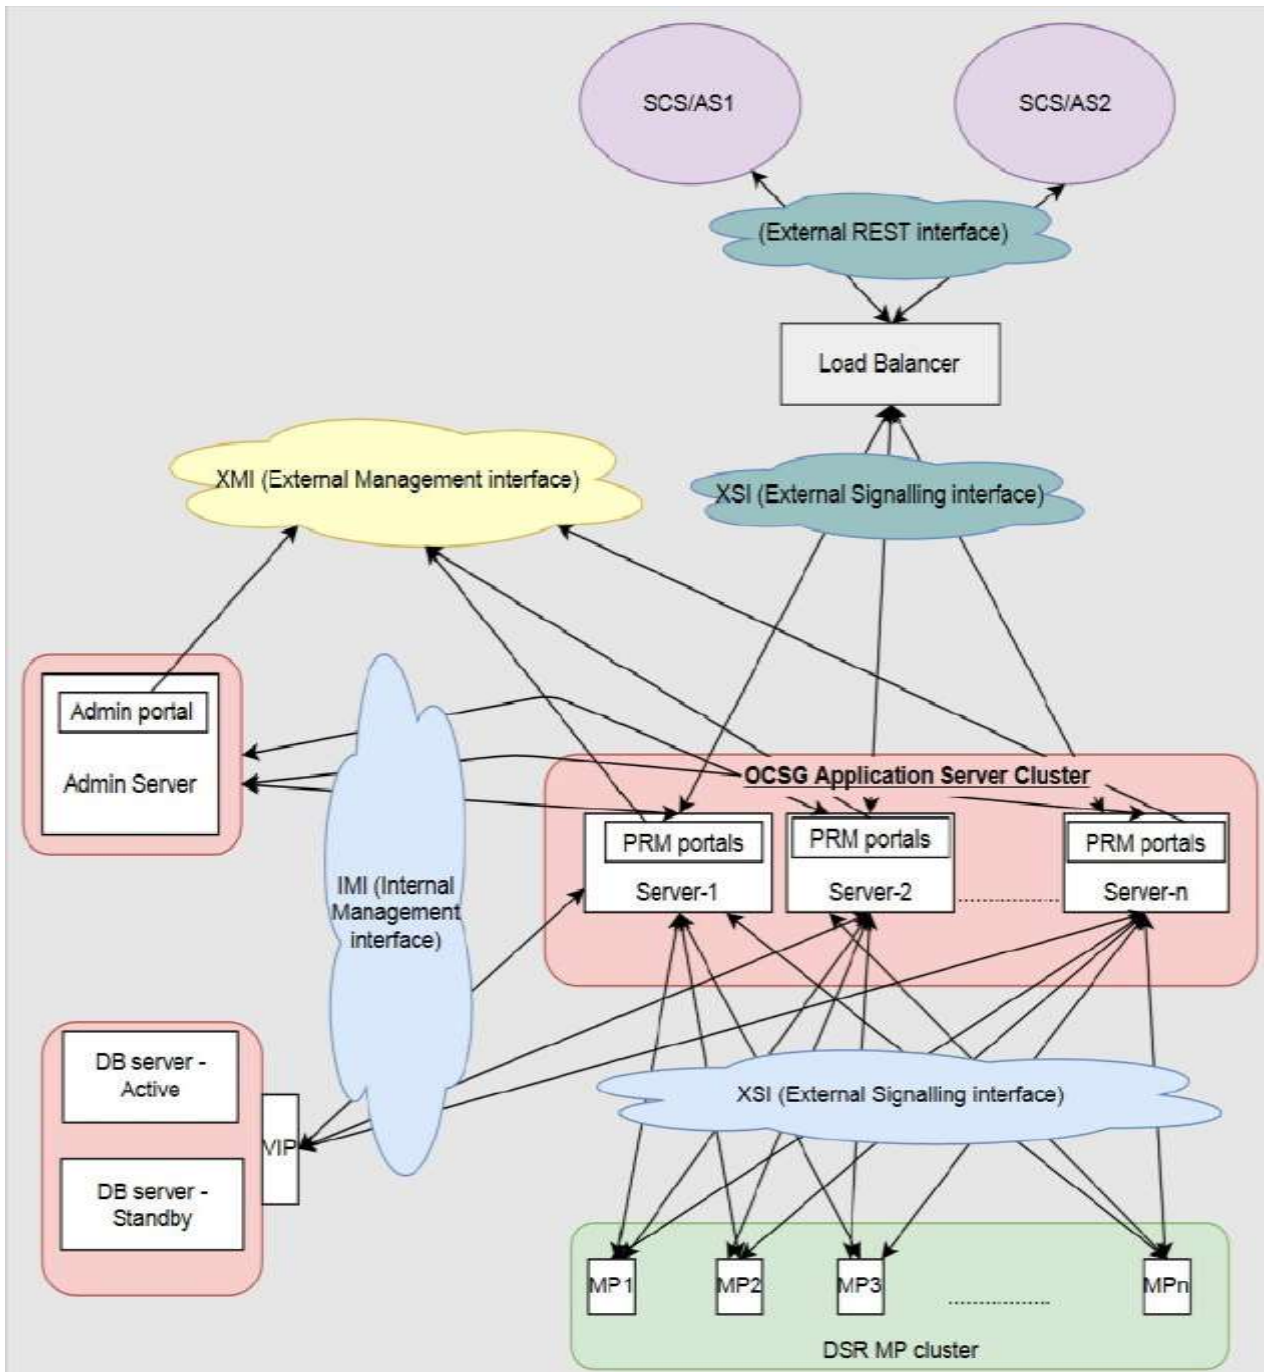 SCS/AS1
SCS/AS2
(External REST interface)
Load Balancer
XMI (External Management interface)
XSI (External Signalling interface)
Admin portal
Admin Server
OCSG Application Server Cluster
PRM portals
PRM portals
PRM portals
Server-1
Server-2
Server-n
IMI (Internal
Management
interface)
DB server -
Active
VIP
DB server -
Standby
XSI (External Signalling interface)
MP1
MP2
MP3
MPn
DSR MP cluster